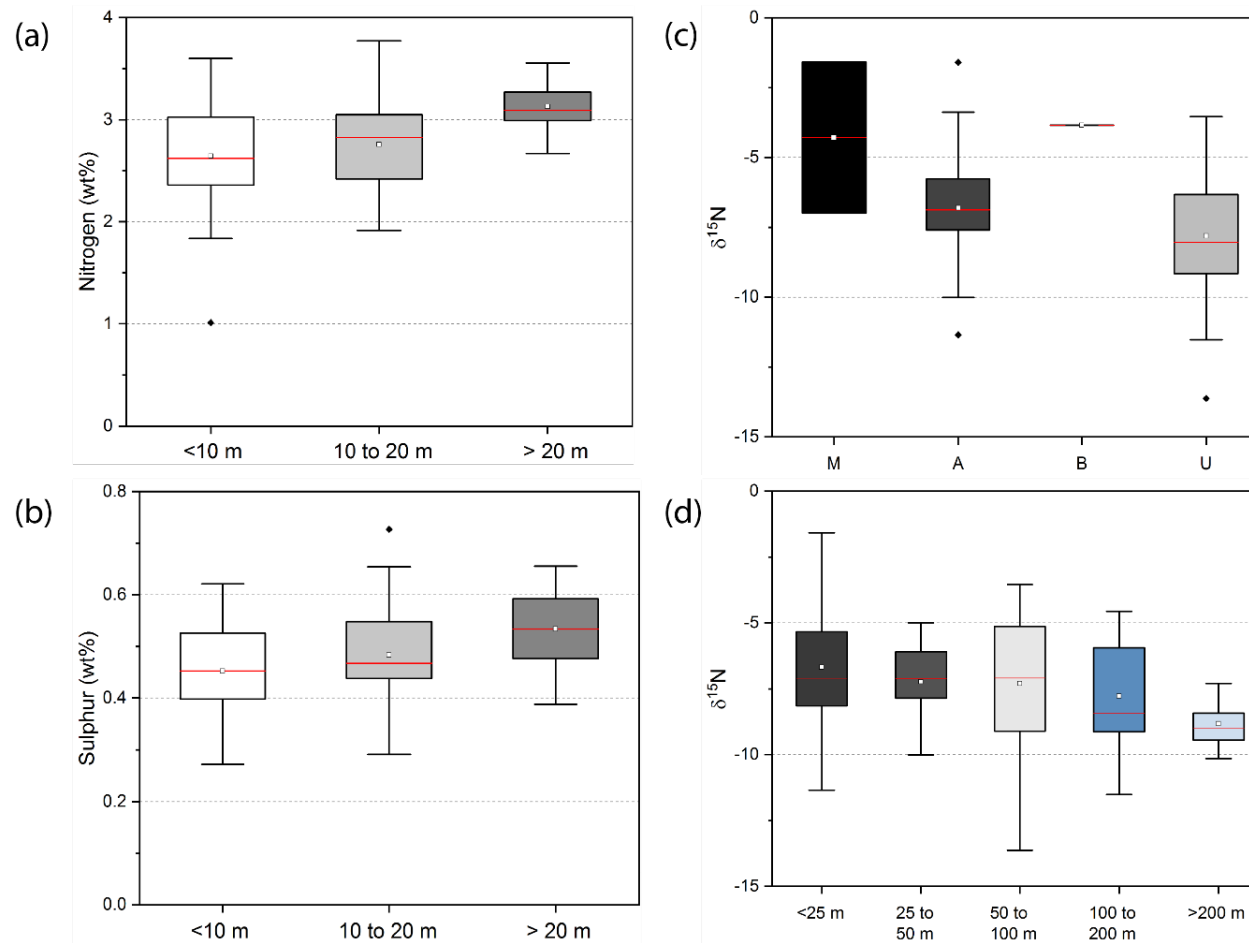 (a)
Nitrogen (wt%)
4
3
2
1
0
<10 m
10 to 20 m
> 20 m
(b)
Sulphur (wt%)
0.8
0.6
0.4
0.2
0.0
<10 m
10 to 20 m
> 20 m
(c)
δ15N
0
-5
-10
-15
M
A
B
U
(d)
δ15N
0
-5
-10
-15
<25 m
25 to
50 m
50 to
100 m
100 to
200 m
>200 m